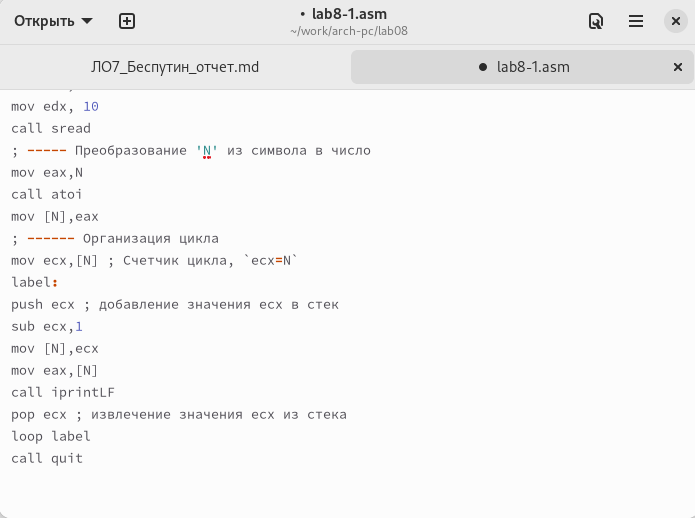 Открыть
• lab8-1.asm
~/work/arch-pc/lab08
ЛО7_Беспутин_отчет.md
● lab8-1.asm
mov edx, 10
call sread
; ----- Преобразование 'N' из символа в число
mov eax,N
call atoi
mov [N],eax
; ------ Организация цикла
mov ecx,[N] ; Счетчик цикла, `ecx=N`
label:
push ecx ; добавление значения ecx в стек
sub ecx,1
mov [N],ecx
mov eax,[N]
call iprintLF
pop ecx ; извлечение значения ecx из стека
loop label
call quit